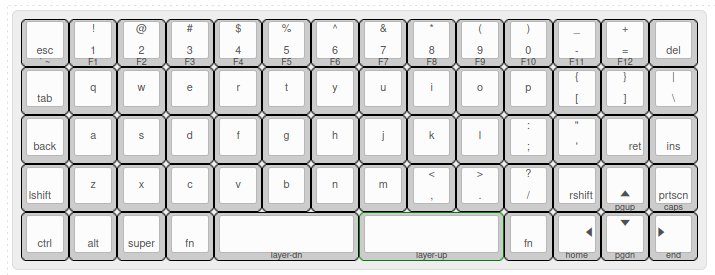 ! @ # $ % ^ & * ( ) _ +
esc 1 2 3 4 5 6 7 8 9 0 - = del
` ~ F1 F2 F3 F4 F5 F6 F7 F8 F9 F10 F11 F12
{ } |
tab q w e r t y u i o p [ ] \
: "
back a s d f g h j k l ; ' ret ins
< > ?
lshift z x c v b n m , . / rshift prtscn
pgup caps
ctrl alt super fn fn
layer-dn layer-up home pgdn end